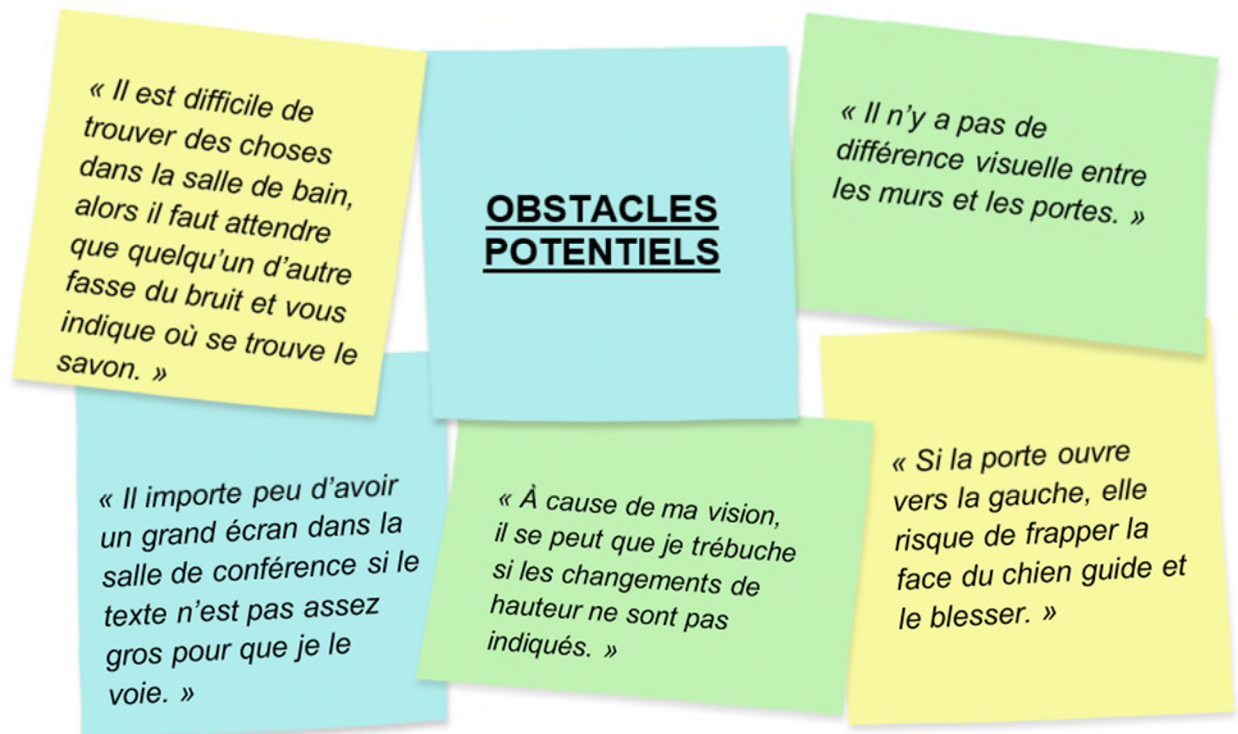 « Il est difficile de
trouver des choses
dans la salle de bain,
alors il faut attendre
que quelqu’un d’autre
fasse du bruit et vous
indique où se trouve le
savon. »
OBSTACLES
POTENTIELS
« Il n’y a pas de
différence visuelle entre
les murs et les portes. »
« Il importe peu d’avoir
un grand écran dans la
salle de conférence si le
texte n’est pas assez
gros pour que je le
voie. »
« À cause de ma vision,
il se peut que je trébuche
si les changements de
hauteur ne sont pas
indiqués. »
« Si la porte ouvre
vers la gauche, elle
risque de frapper la
face du chien guide et
le blesser. »